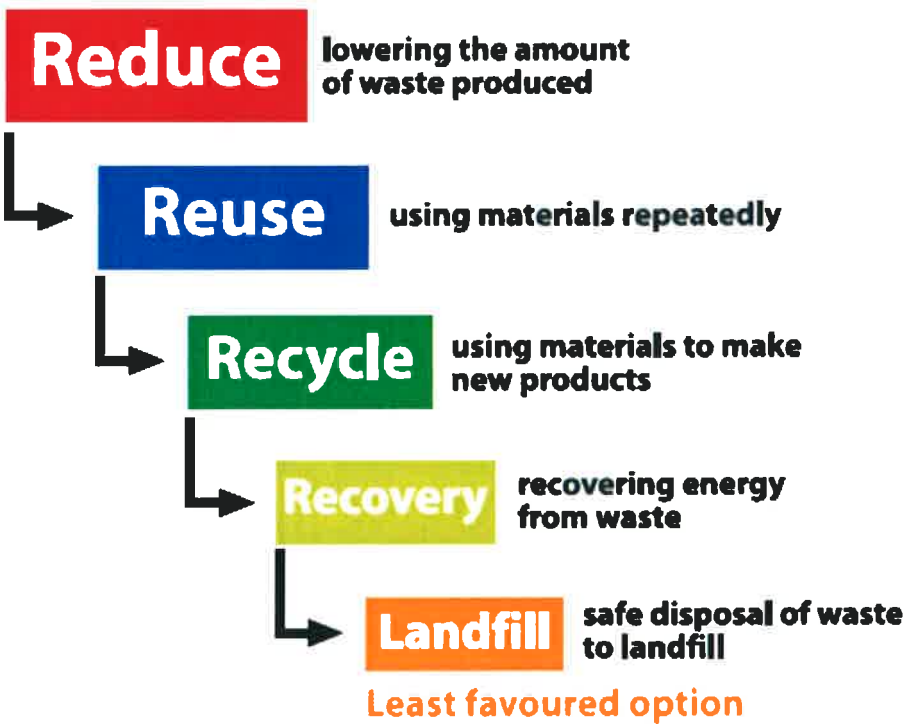 Reduce
lowering the amount
of waste produced
Reuse
using materials repeatedly
Recycle
using materials to make
new products
Recovery
recovering energy
from waste
Landfill
safe disposal of waste
to landfill
Least favoured option